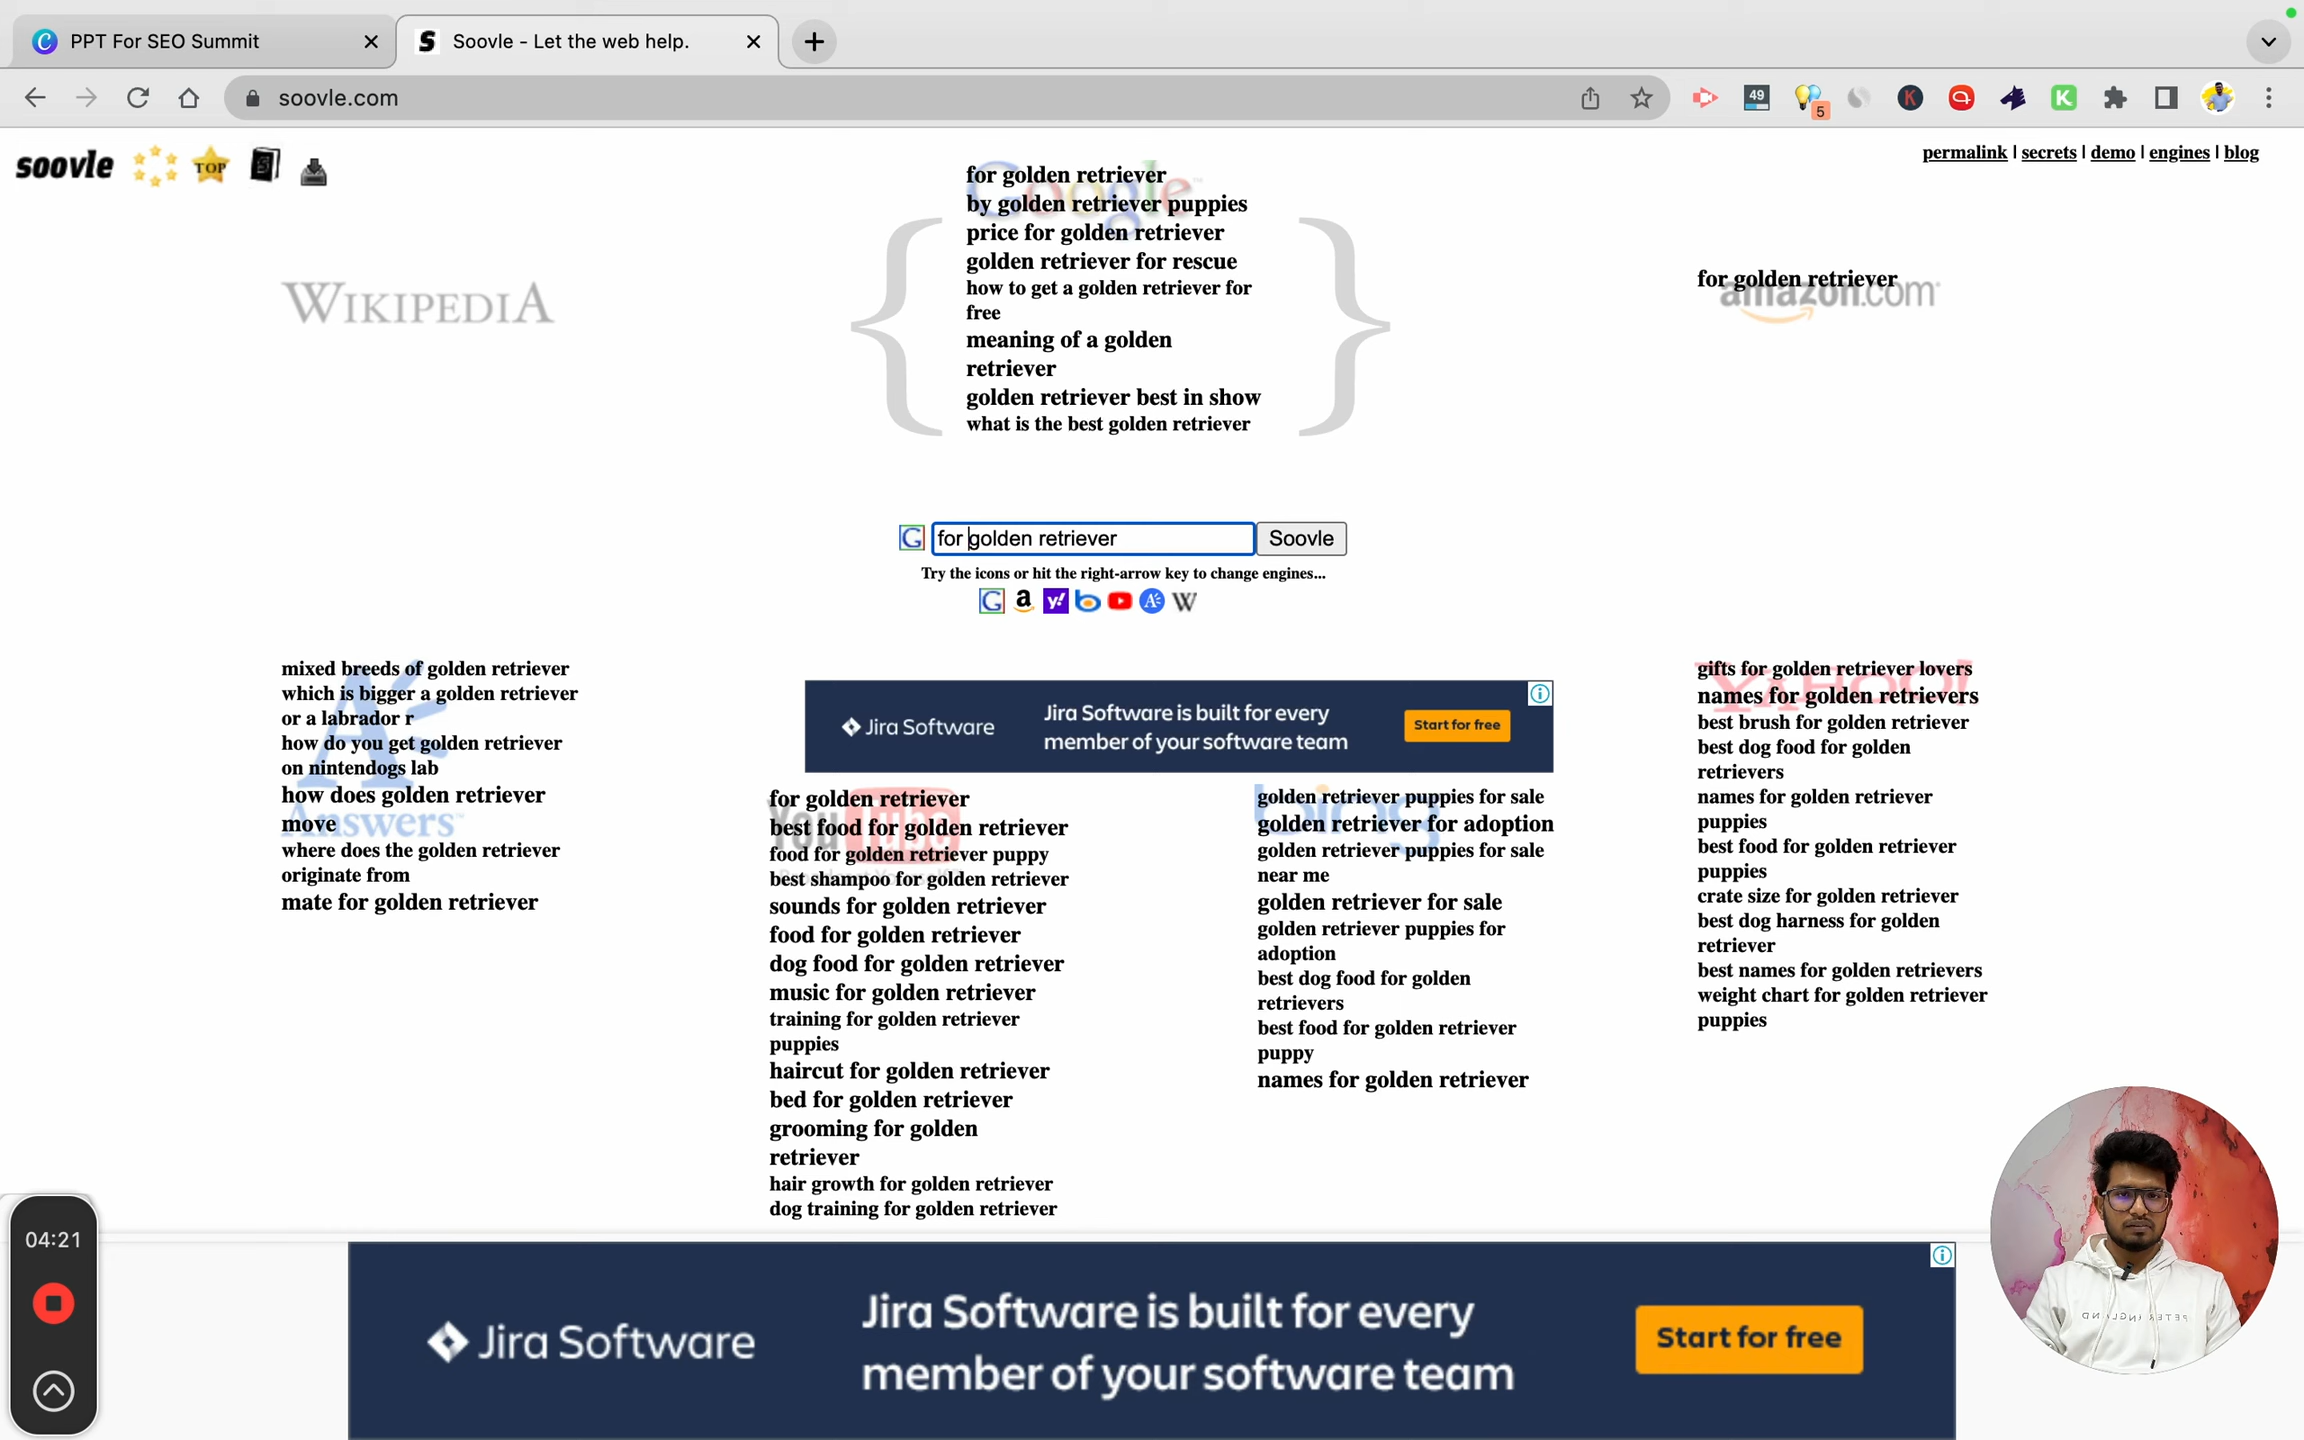 PPT For SEO Summit
Soovle - Let the web help.
soovle.com
49
5
soovle
TOP
permalink | secrets | demo | engines | blog
Google
for golden retriever
by golden retriever puppies
price for golden retriever
golden retriever for rescue
how to get a golden retriever for
free
meaning of a golden
retriever
golden retriever best in show
what is the best golden retriever
WIKIPEDIA
for golden retriever
amazon.com
for golden retriever
Soovle
Try the icons or hit the right-arrow key to change engines...
mixed breeds of golden retriever
which is bigger a golden retriever
or a labrador r
how do you get golden retriever
on nintendogs lab
how does golden retriever
move
where does the golden retriever
originate from
mate for golden retriever
Answers
Jira Software
Jira Software is built for every
member of your software team
Start for free
YouTube
for golden retriever
best food for golden retriever
food for golden retriever puppy
best shampoo for golden retriever
sounds for golden retriever
food for golden retriever
dog food for golden retriever
music for golden retriever
training for golden retriever
puppies
haircut for golden retriever
bed for golden retriever
grooming for golden
retriever
hair growth for golden retriever
dog training for golden retriever
bing
golden retriever puppies for sale
golden retriever for adoption
golden retriever puppies for sale
near me
golden retriever for sale
golden retriever puppies for
adoption
best dog food for golden
retrievers
best food for golden retriever
puppy
names for golden retriever
YAHOO!
gifts for golden retriever lovers
names for golden retrievers
best brush for golden retriever
best dog food for golden
retrievers
names for golden retriever
puppies
best food for golden retriever
puppies
crate size for golden retriever
best dog harness for golden
retriever
best names for golden retrievers
weight chart for golden retriever
puppies
04:21
Jira Software
Jira Software is built for every
member of your software team
Start for free
PETER ENGLAND